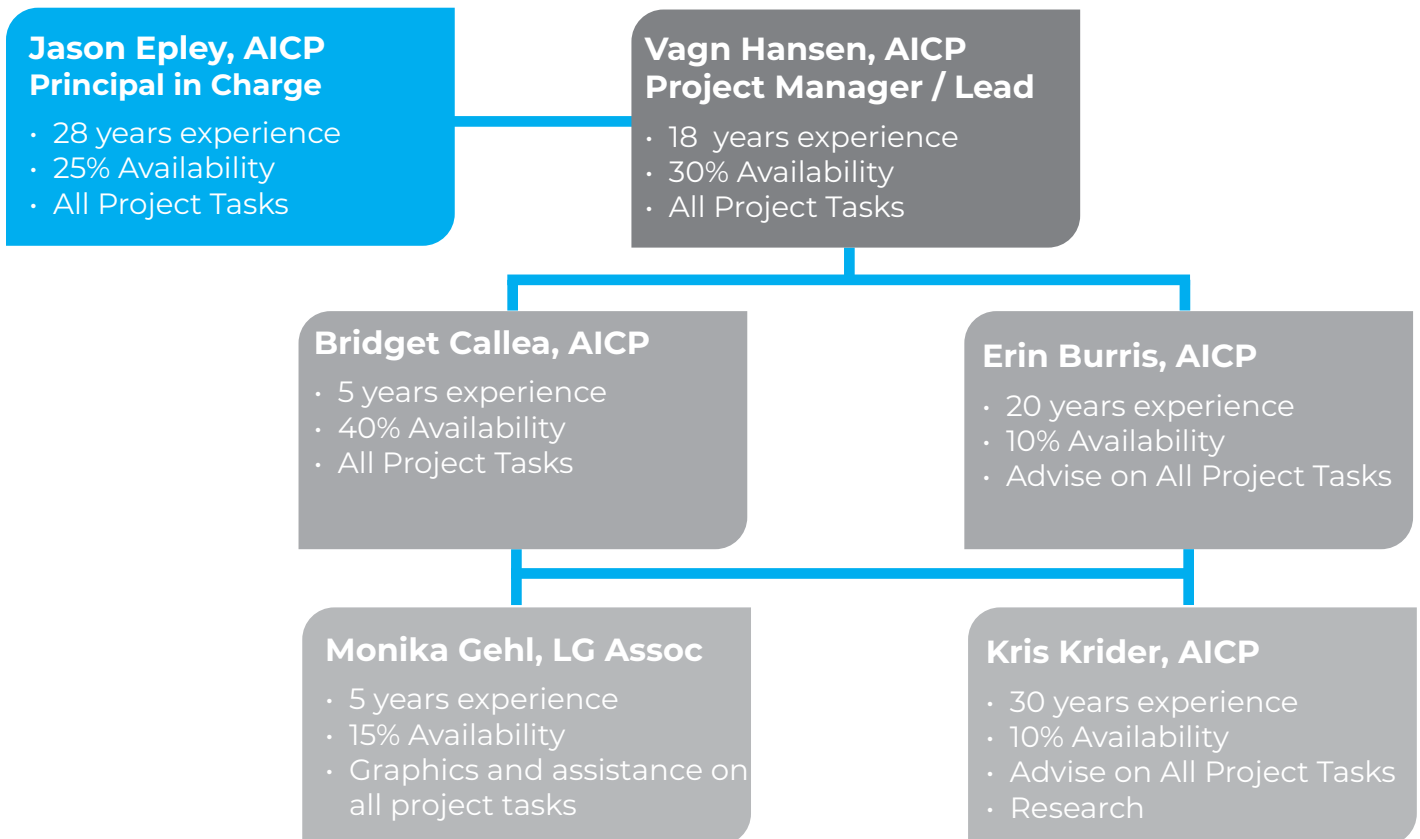 Jason Epley, AICP
Principal in Charge
• 28 years experience
• 25% Availability
• All Project Tasks
Vagn Hansen, AICP
Project Manager / Lead
• 18 years experience
• 30% Availability
• All Project Tasks
Bridget Callea, AICP
• 5 years experience
• 40% Availability
• All Project Tasks
Erin Burris, AICP
• 20 years experience
• 10% Availability
• Advise on All Project Tasks
Monika Gehl, LG Assoc
• 5 years experience
• 15% Availability
• Graphics and assistance on
all project tasks
Kris Krider, AICP
• 30 years experience
• 10% Availability
• Advise on All Project Tasks
• Research